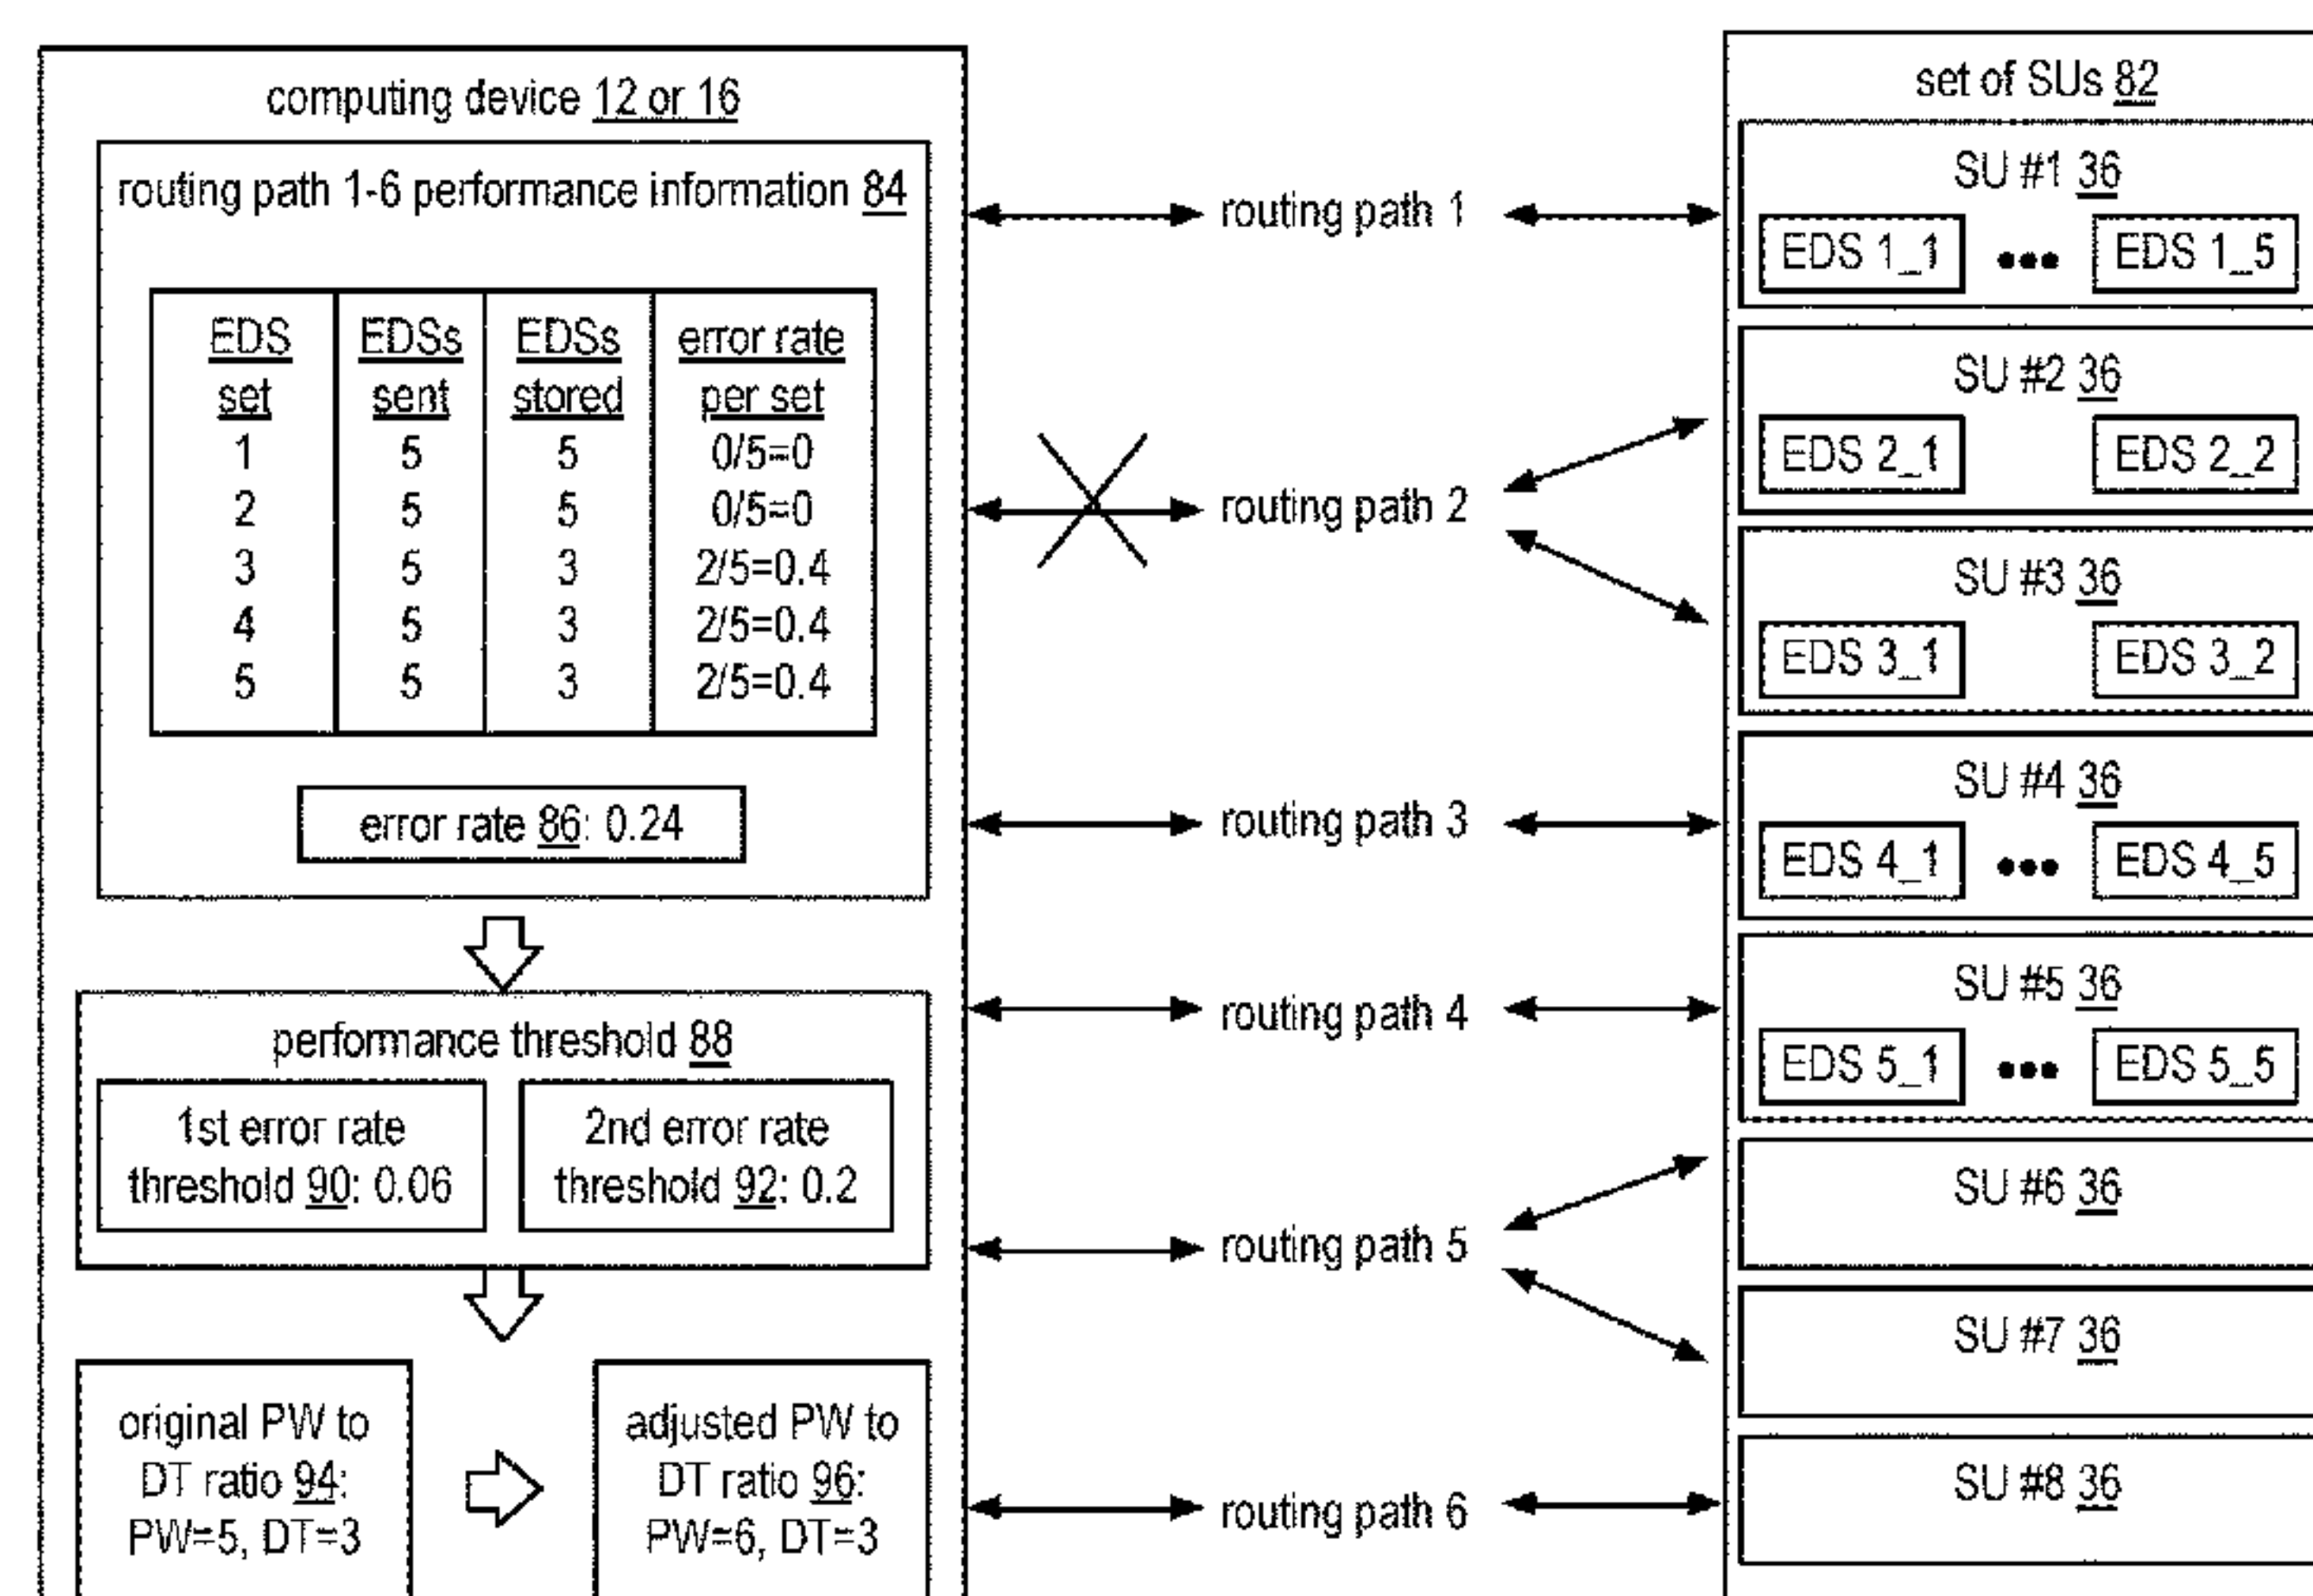 computing device 12 or 16
routing path 1-6 performance information 84
EDS set EDSs sent EDSs stored error rate per set
1 5 5 0/5=0
2 5 5 0/5=0
3 5 3 2/5=0.4
4 5 3 2/5=0.4
5 5 3 2/5=0.4
error rate 86: 0.24
performance threshold 88
1st error rate
threshold 90: 0.06
2nd error rate
threshold 92: 0.2
original PW to
DT ratio 94:
PW=5, DT=3
adjusted PW to
DT ratio 96:
PW=6, DT=3
routing path 1
routing path 2
routing path 3
routing path 4
routing path 5
routing path 6
set of SUs 82
SU #1 36
EDS 1_1 ••• EDS 1_5
SU #2 36
EDS 2_1 EDS 2_2
SU #3 36
EDS 3_1 EDS 3_2
SU #4 36
EDS 4_1 ••• EDS 4_5
SU #5 36
EDS 5_1 ••• EDS 5_5
SU #6 36
SU #7 36
SU #8 36